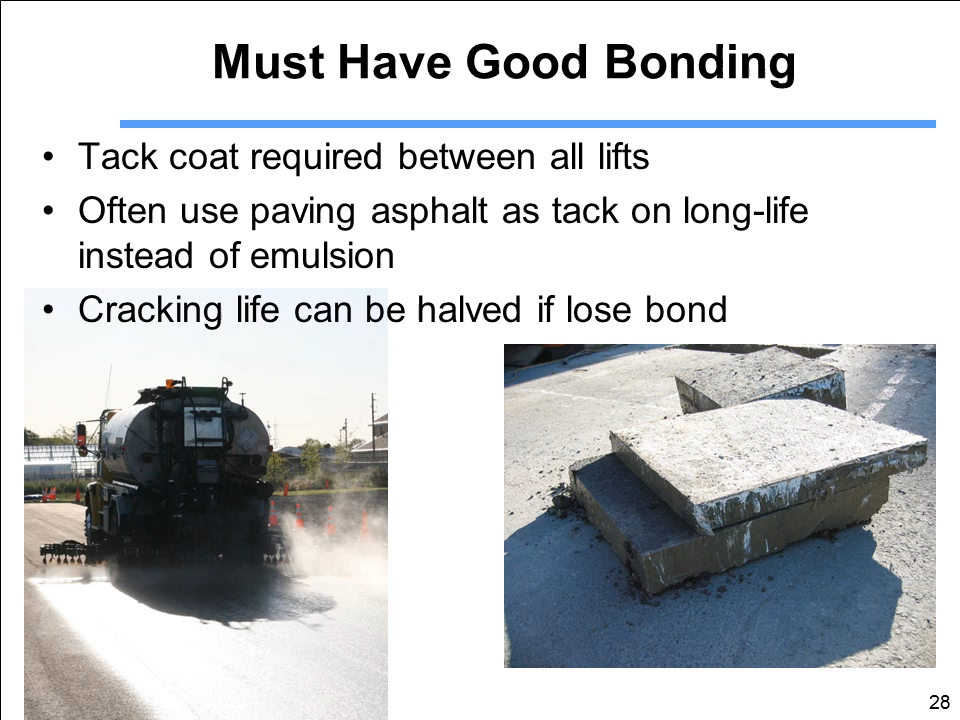 Must Have Good Bonding
• Tack coat required between all lifts
• Often use paving asphalt as tack on long-life
instead of emulsion
• Cracking life can be halved if lose bond
28